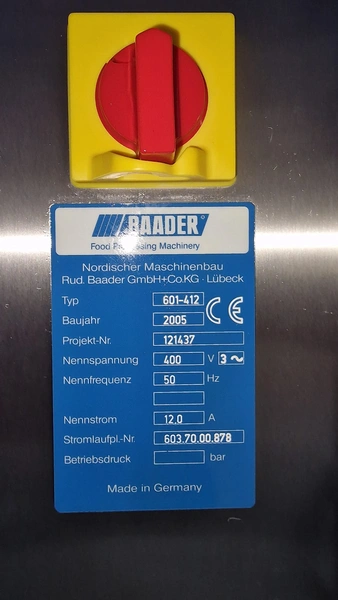 BAADER
Food Processing Machinery
Nordischer Maschinenbau
Rud. Baader GmbH+Co.KG · Lübeck
Typ 601-412 CE
Baujahr 2005
Projekt-Nr. 121437
Nennspannung 400 V 3 ~
Nennfrequenz 50 Hz
Nennstrom 12.0 A
Stromlaufpl.-Nr. 603.70.00.878
Betriebsdruck bar
Made in Germany